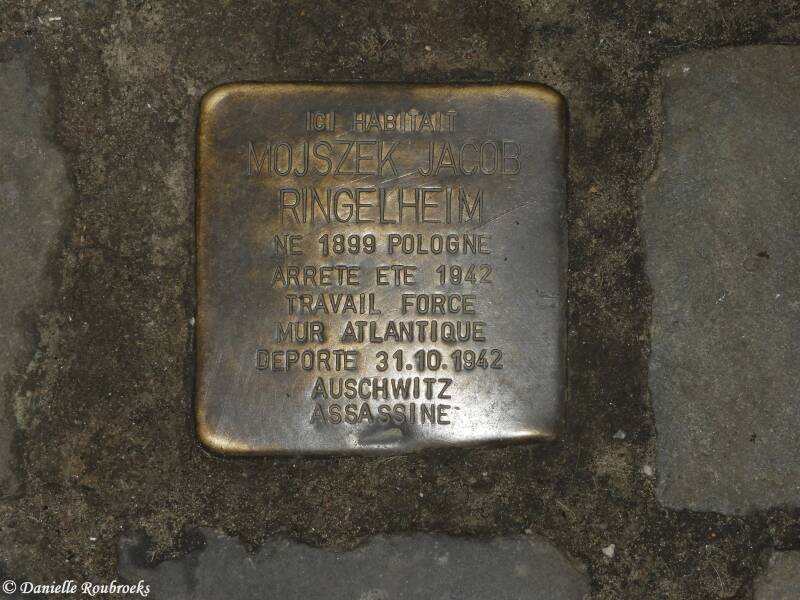 ICI HABITAIT
MOJSZEK JACOB
RINGELHEIM
NE 1899 POLOGNE
ARRETE ETE 1942
TRAVAIL FORCE
MUR ATLANTIQUE
DEPORTE 31.10.1942
AUSCHWITZ
ASSASSINE
© Danielle Roubroeks